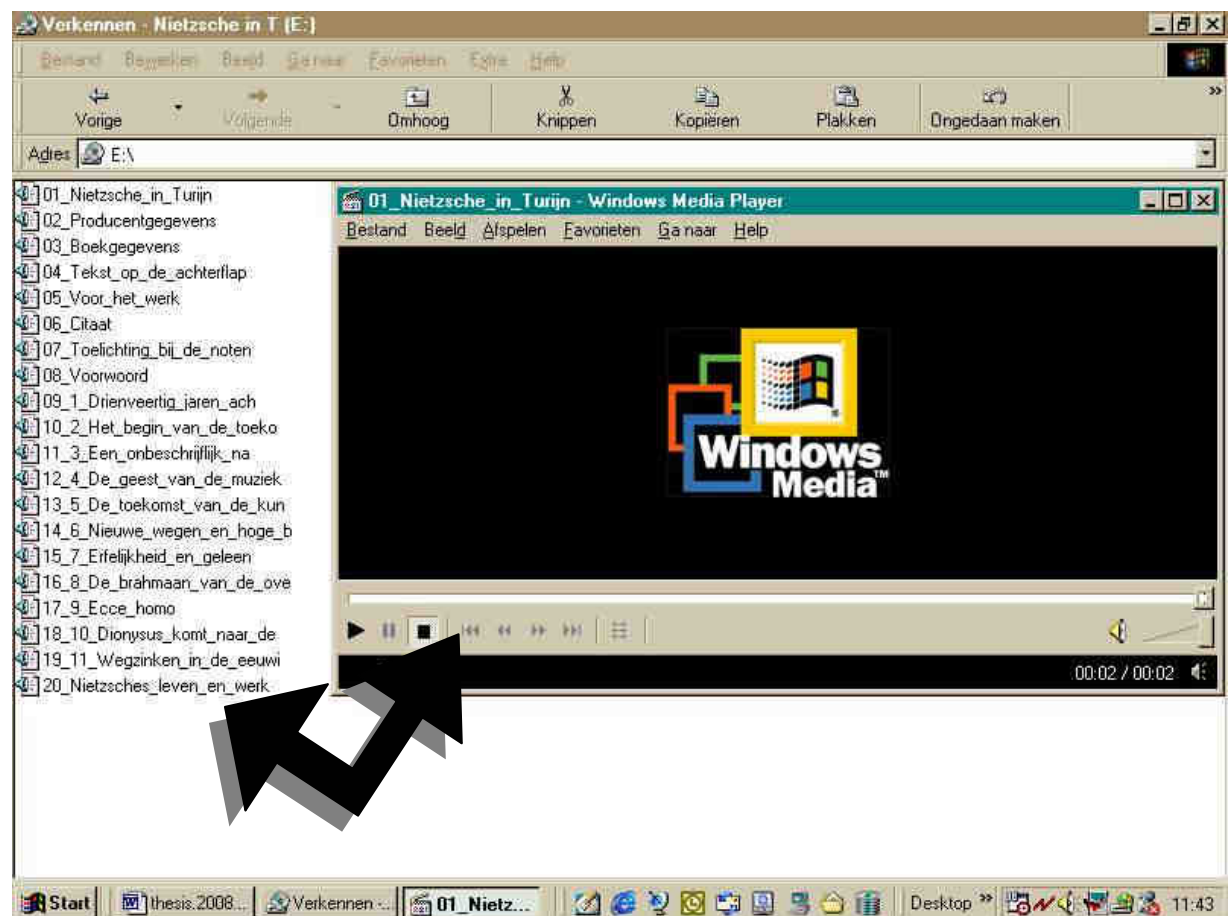 Verkennen - Nietzsche in T (E:)
Bestand Bewerken Beeld Ga naar Favorieten Extra Help
Vorige Volgende Omhoog Knippen Kopiëren Plakken Ongedaan maken »
Adres E:\
01_Nietzsche_in_Turijn
02_Producentgegevens
03_Boekgegevens
04_Tekst_op_de_achterflap
05_Voor_het_werk
06_Citaat
07_Toelichting_bij_de_noten
08_Voorwoord
09_1_Drienveertig_jaren_ach
10_2_Het_begin_van_de_toeko
11_3_Een_onbeschrijflijk_na
12_4_De_geest_van_de_muziek
13_5_De_toekomst_van_de_kun
14_6_Nieuwe_wegen_en_hoge_b
15_7_Erfelijkheid_en_geleen
16_8_De_brahmaan_van_de_ove
17_9_Ecce_homo
18_10_Dionysus_komt_naar_de
19_11_Wegzinken_in_de_eeuwi
20_Nietzsches_leven_en_werk
01_Nietzsche_in_Turijn - Windows Media Player
Bestand Beeld Afspelen Favorieten Ga naar Help
Windows
Media™
00:02 / 00:02
Start thesis.2008... Verkennen -... 01_Nietz... Desktop » 11:43